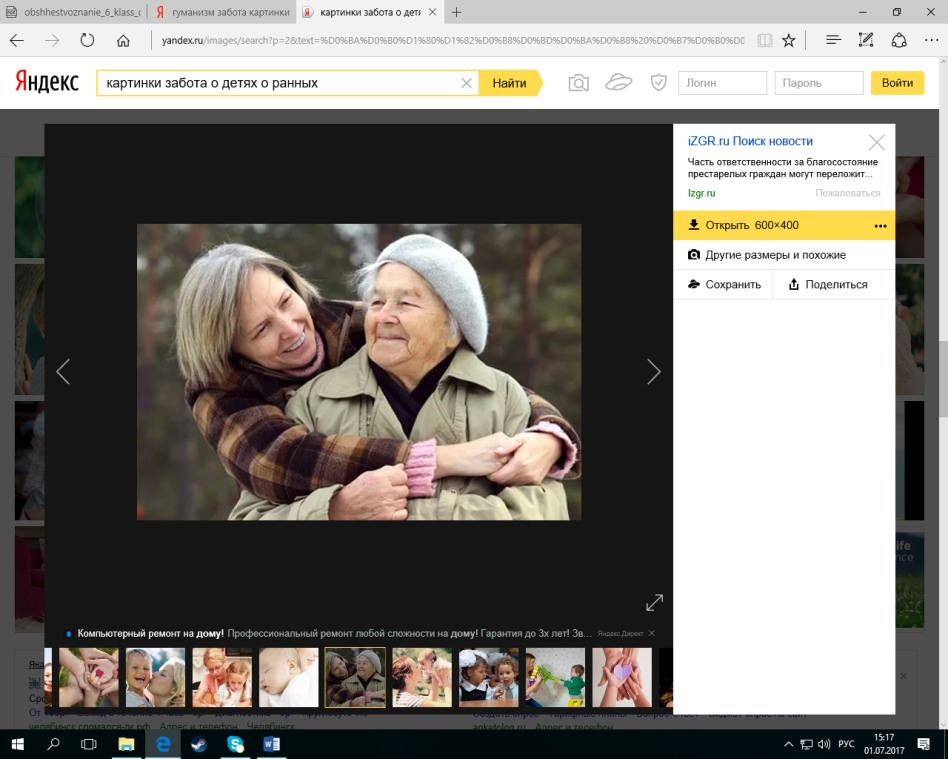 obshhestvoznanie_6_klass_c
гуманизм забота картинки
картинки забота о детя
yandex.ru/images/search?p=2&text=%D0%BA%D0%B0%D1%80%D1%82%D0%B8%D0%BD%D0%BA%D0%B8%20%D0%B7%D0%B0%D0
Яндекс
картинки забота о детях о ранных
Найти
Логин
Пароль
Войти
iZGR.ru Поиск новости
Часть ответственности за благосостояние
престарелых граждан могут переложит...
Izgr.ru
Пожаловаться
Открыть 600×400
Другие размеры и похожие
Сохранить
Поделиться
Компьютерный ремонт на дому! Профессиональный ремонт любой сложности на дому! Гарантия до 3х лет! Зв...
Яндекс.Директ
Адрес и телефон
Челябинск
РУС
15:17
01.07.2017